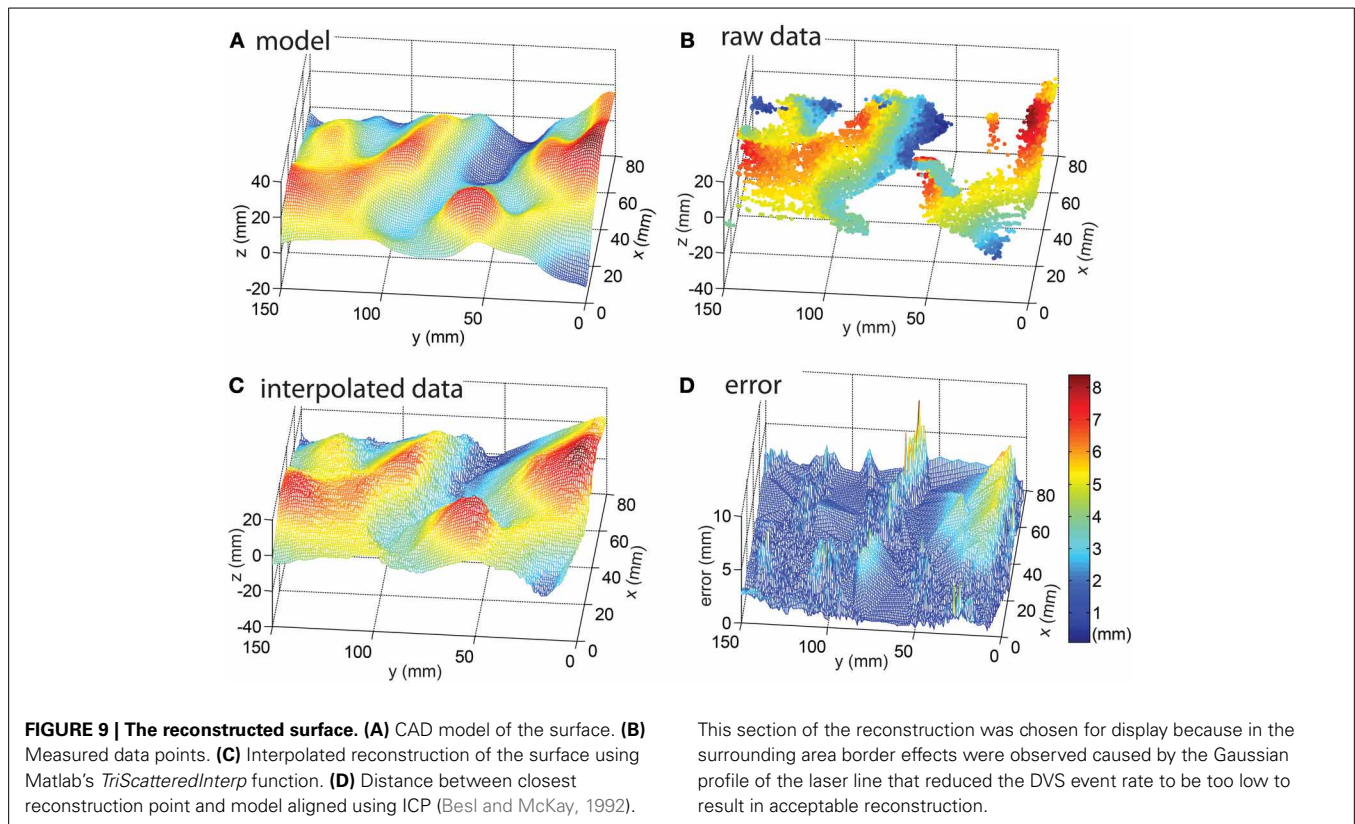 A model
40
20
0
-20
z (mm)
150
100
50
0
y (mm)
0
20
40
60
80
x (mm)
B raw data
20
0
-20
-40
z (mm)
150
100
50
0
y (mm)
0
20
40
60
80
x (mm)
C interpolated data
20
0
-20
-40
z (mm)
150
100
50
0
y (mm)
0
20
40
60
80
x (mm)
D error
10
5
0
error (mm)
150
100
50
0
y (mm)
0
20
40
60
80
x (mm)
8
7
6
5
4
3
2
1
(mm)
FIGURE 9 | The reconstructed surface. (A) CAD model of the surface. (B)
Measured data points. (C) Interpolated reconstruction of the surface using
Matlab's TriScatteredInterp function. (D) Distance between closest
reconstruction point and model aligned using ICP (Besl and McKay, 1992).
This section of the reconstruction was chosen for display because in the
surrounding area border effects were observed caused by the Gaussian
profile of the laser line that reduced the DVS event rate to be too low to
result in acceptable reconstruction.